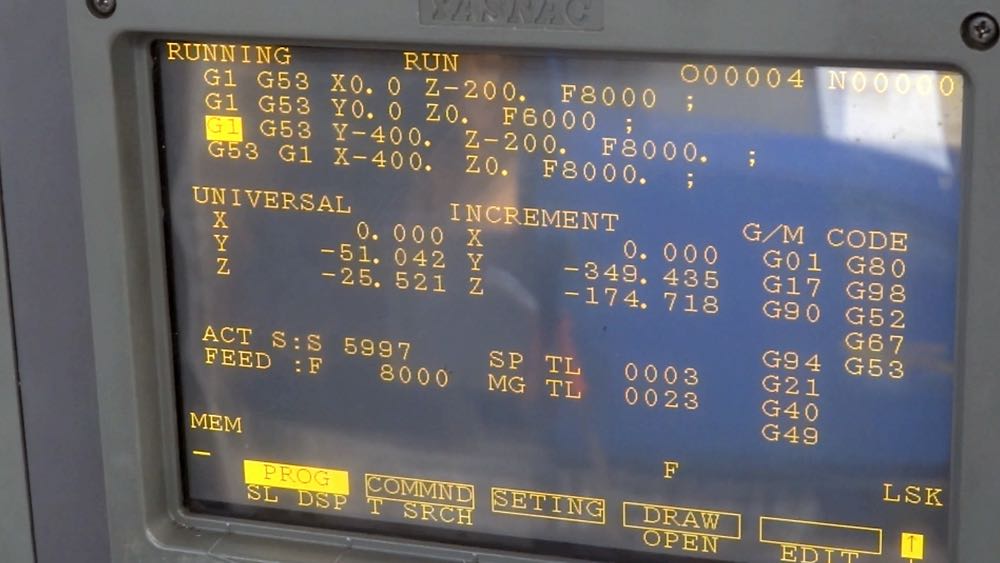 YASNAC
RUNNING RUN O00004 N00000
G1 G53 X0.0 Z-200. F8000 ;
G1 G53 Y0.0 Z0. F6000 ;
G1 G53 Y-400. Z-200. F8000. ;
G53 G1 X-400. Z0. F8000. ;
UNIVERSAL INCREMENT G/M CODE
X 0.000 X 0.000 G01 G80
Y -51.042 Y -349.435 G17 G98
Z -25.521 Z -174.718 G90 G52
G67
ACT S:S 5997 SP TL 0003 G94 G53
FEED :F 8000 MG TL 0023 G21
G40
G49
MEM
_ F LSK
PROG COMMND SETING DRAW ↑
SL DSP T SRCH OPEN EDIT